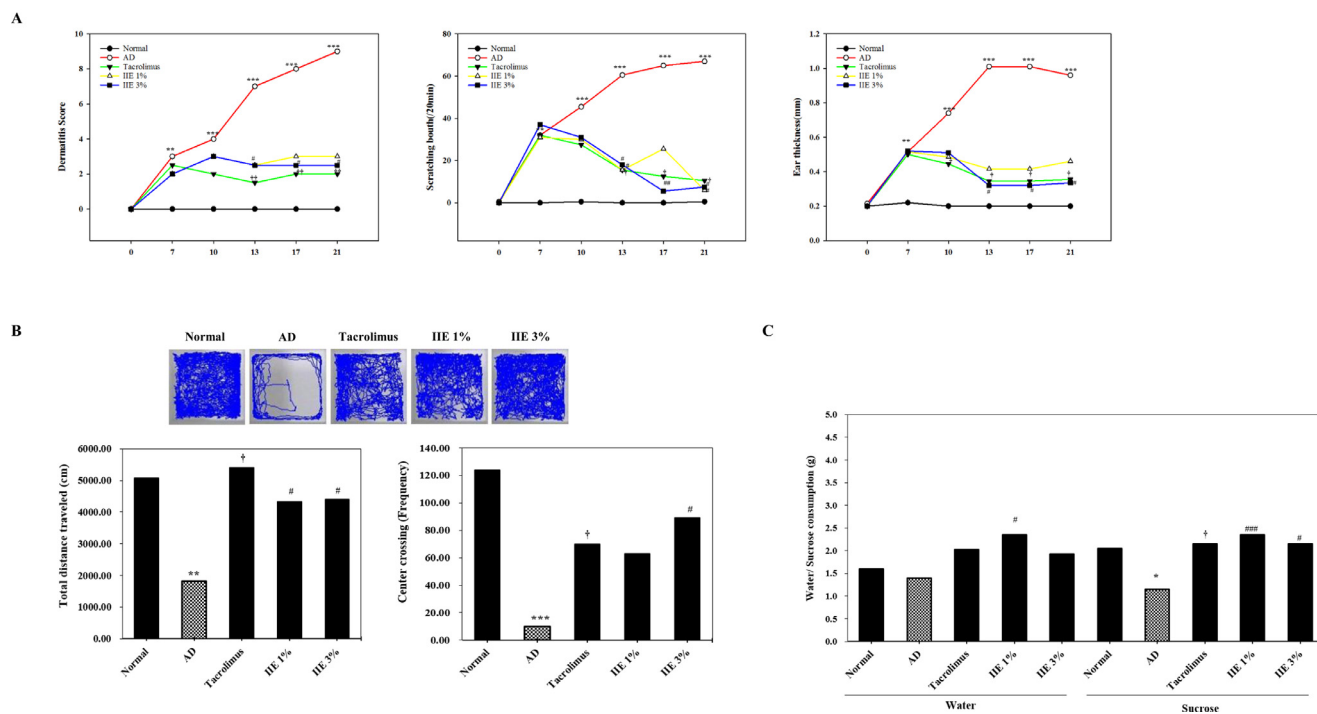 A
Dermatitis Score
10
8
6
4
2
0
Normal
AD
Tacrolimus
IIE 1%
IIE 3%
** *** *** *** ***
# # #
‡‡ ‡‡ ‡‡
0 7 10 13 17 21
Scratching bouth(/20min)
80
60
40
20
0
Normal
AD
Tacrolimus
IIE 1%
IIE 3%
*** *** *** ***
#
##
0 7 10 13 17 21
Ear thickness(mm)
1.2
1.0
0.8
0.6
0.4
0.2
0.0
Normal
AD
Tacrolimus
IIE 1%
IIE 3%
** *** *** *** ***
# # #
0 7 10 13 17 21
B
Normal AD Tacrolimus IIE 1% IIE 3%
Total distance traveled (cm)
6000.00
5000.00
4000.00
3000.00
2000.00
1000.00
0.00
** † # #
Normal AD Tacrolimus IIE 1% IIE 3%
Center crossing (Frequency)
140.00
120.00
100.00
80.00
60.00
40.00
20.00
0.00
*** † #
Normal AD Tacrolimus IIE 1% IIE 3%
C
Water/ Sucrose consumption (g)
5.0
4.5
4.0
3.5
3.0
2.5
2.0
1.5
1.0
0.5
0.0
# * † ### #
Normal AD Tacrolimus IIE 1% IIE 3% Normal AD Tacrolimus IIE 1% IIE 3%
Water Sucrose